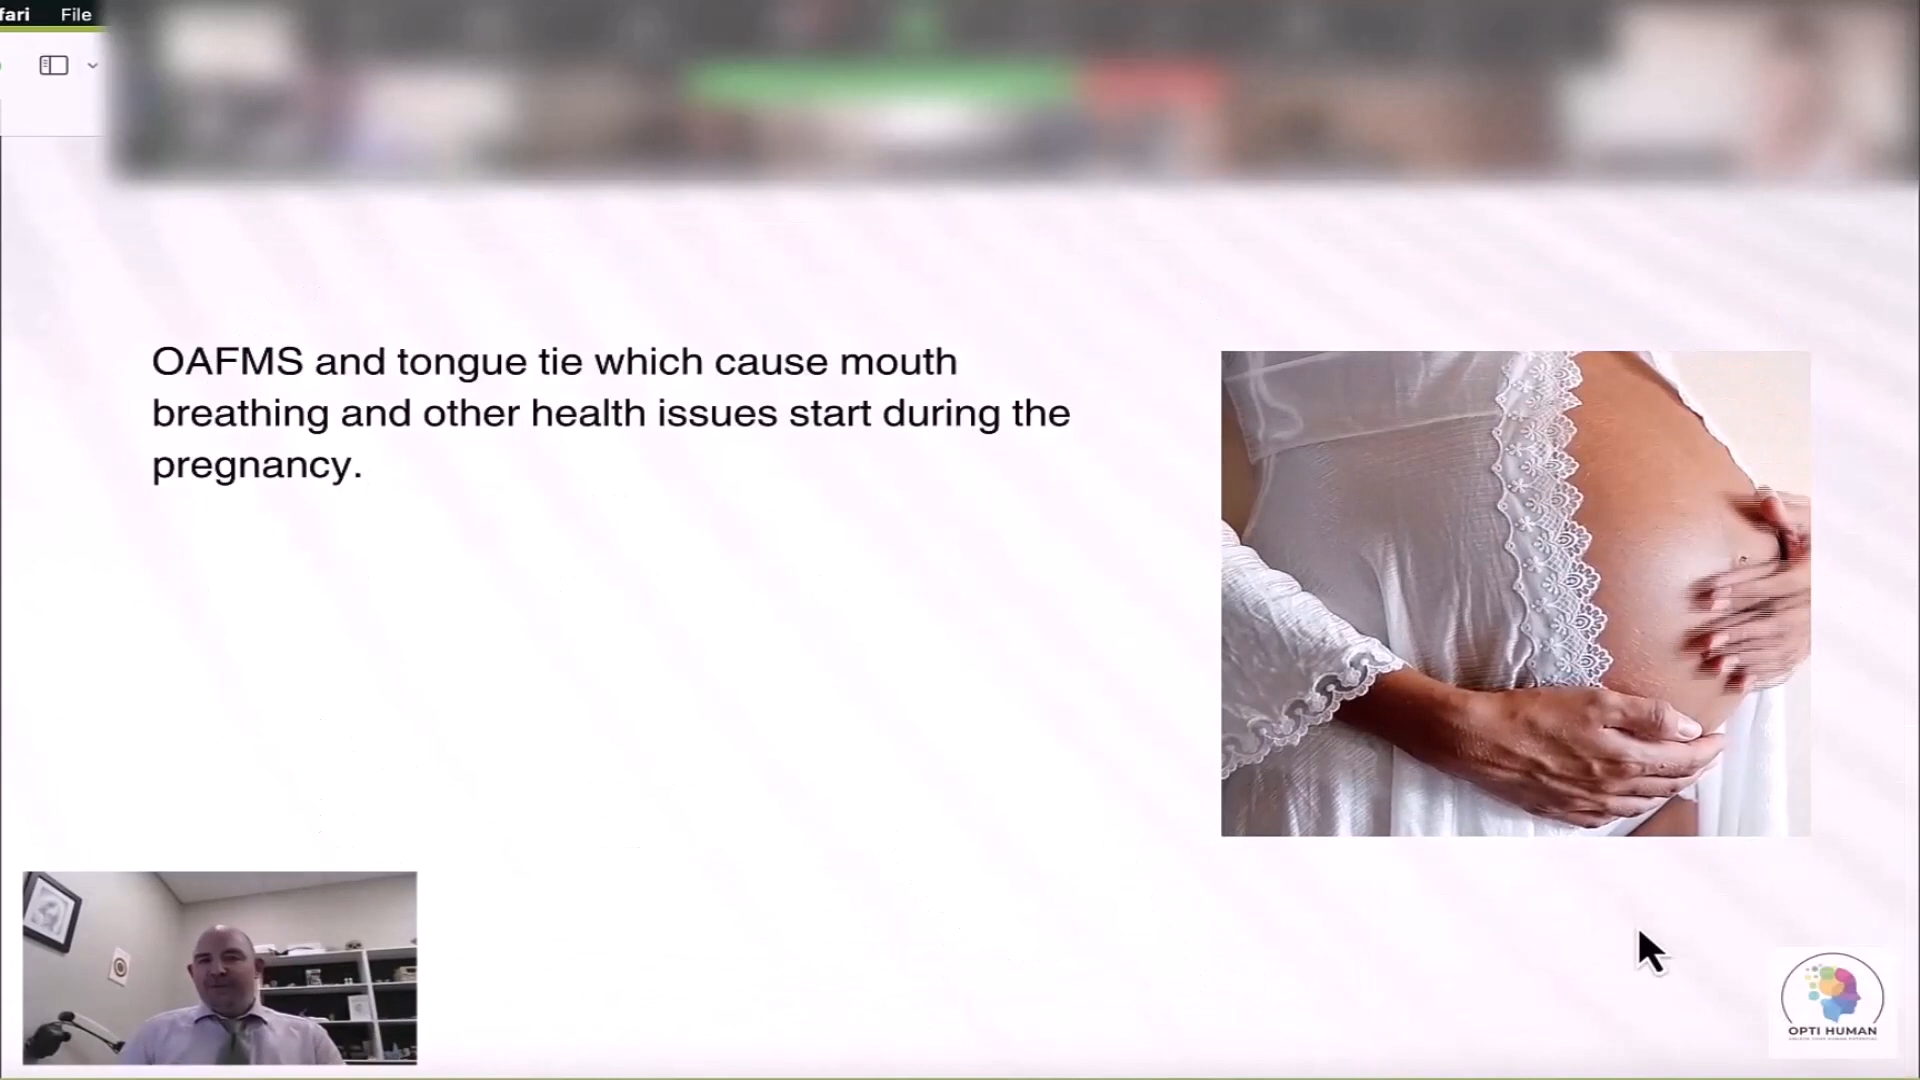 fari File
OAFMS and tongue tie which cause mouth
breathing and other health issues start during the
pregnancy.
OPTI HUMAN